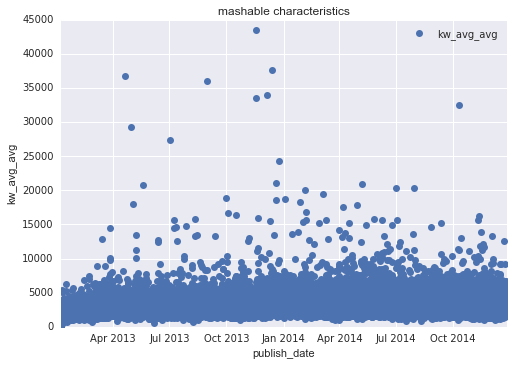 mashable characteristics
kw_avg_avg
45000
40000
35000
30000
25000
20000
15000
10000
5000
0
kw_avg_avg
Apr 2013 Jul 2013 Oct 2013 Jan 2014 Apr 2014 Jul 2014 Oct 2014
publish_date